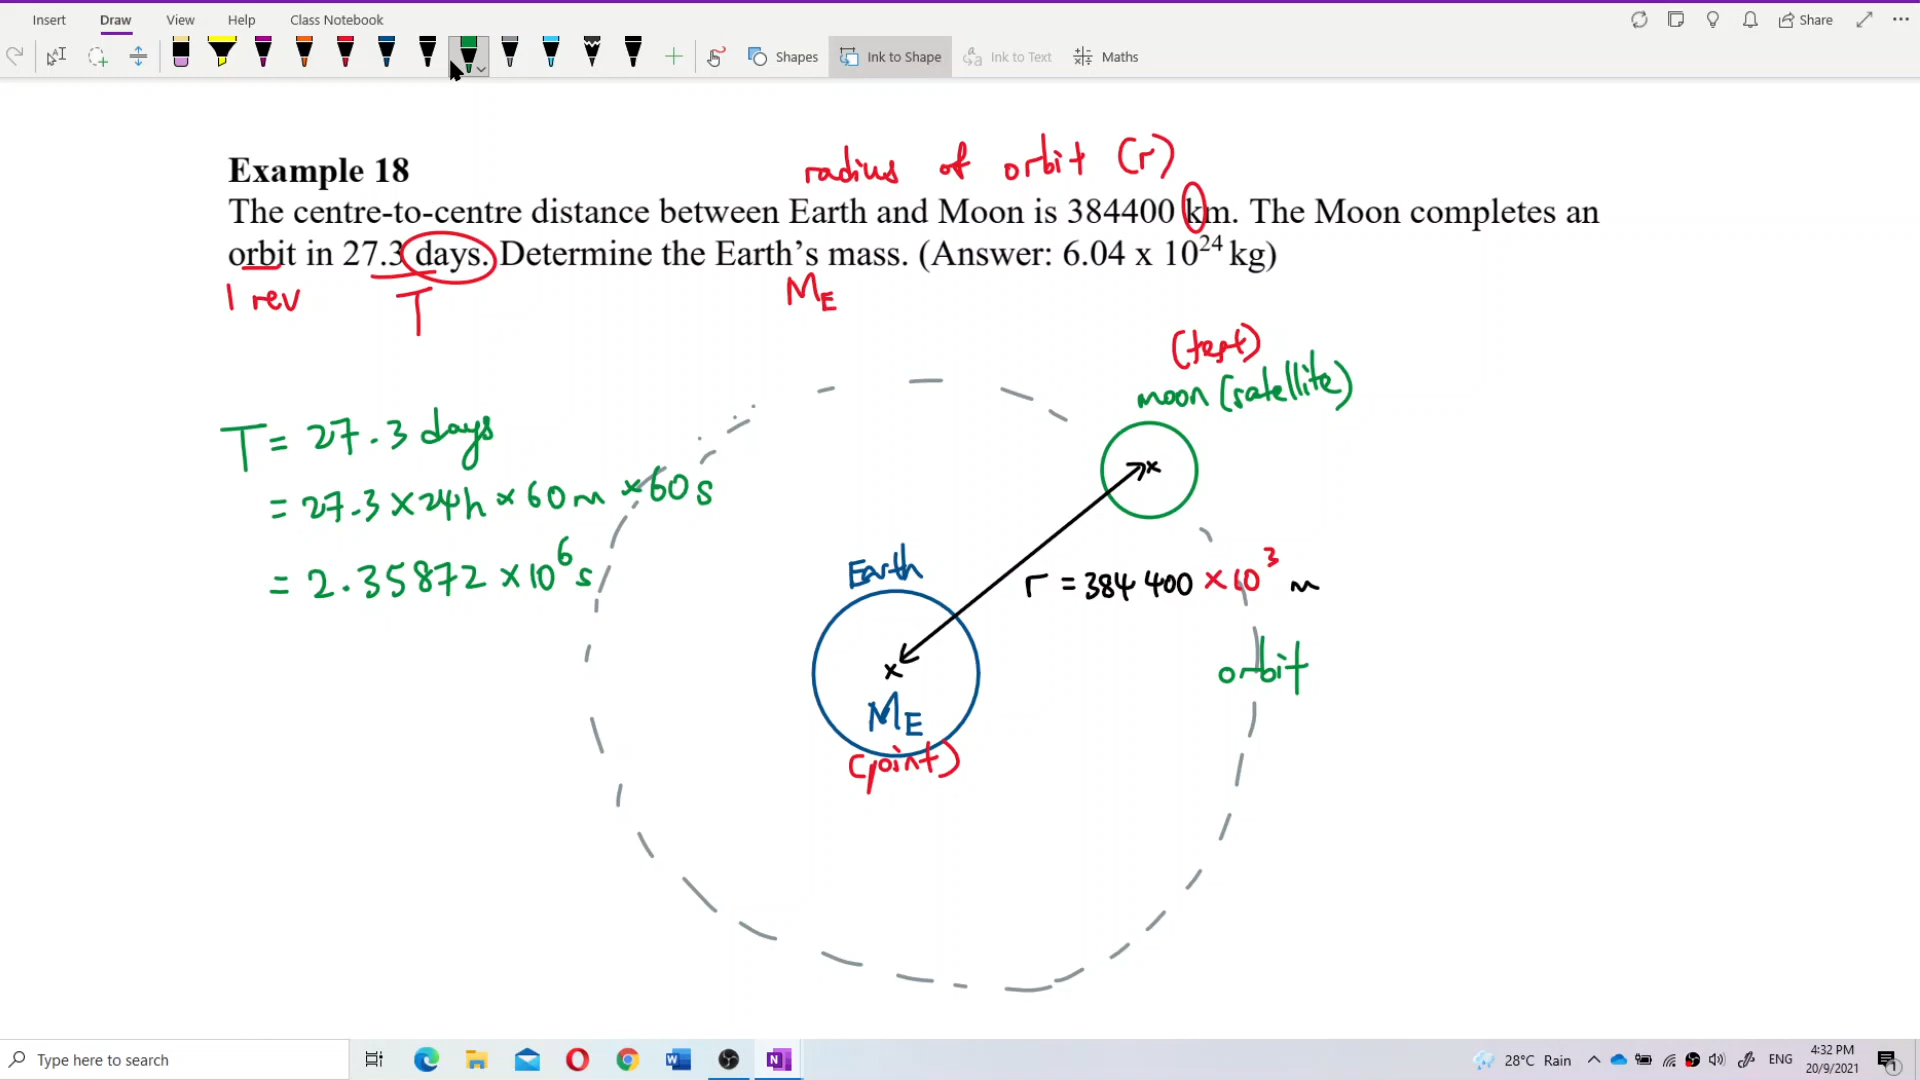 Insert Draw View Help Class Notebook Share
Shapes Ink to Shape Ink to Text Maths
radius of orbit (r)
Example 18
The centre-to-centre distance between Earth and Moon is 384400 km. The Moon completes an
orbit in 27.3 days. Determine the Earth's mass. (Answer: 6.04 x 10²⁴ kg)
1 rev T M_E
(test)
moon (satellite)
T = 27.3 days
= 27.3 × 24h × 60m × 60s
= 2.35872 × 10⁶ s
Earth
r = 384 400 × 10³ m
orbit
M_E
(point)
Type here to search
28°C Rain ENG 4:32 PM
20/9/2021